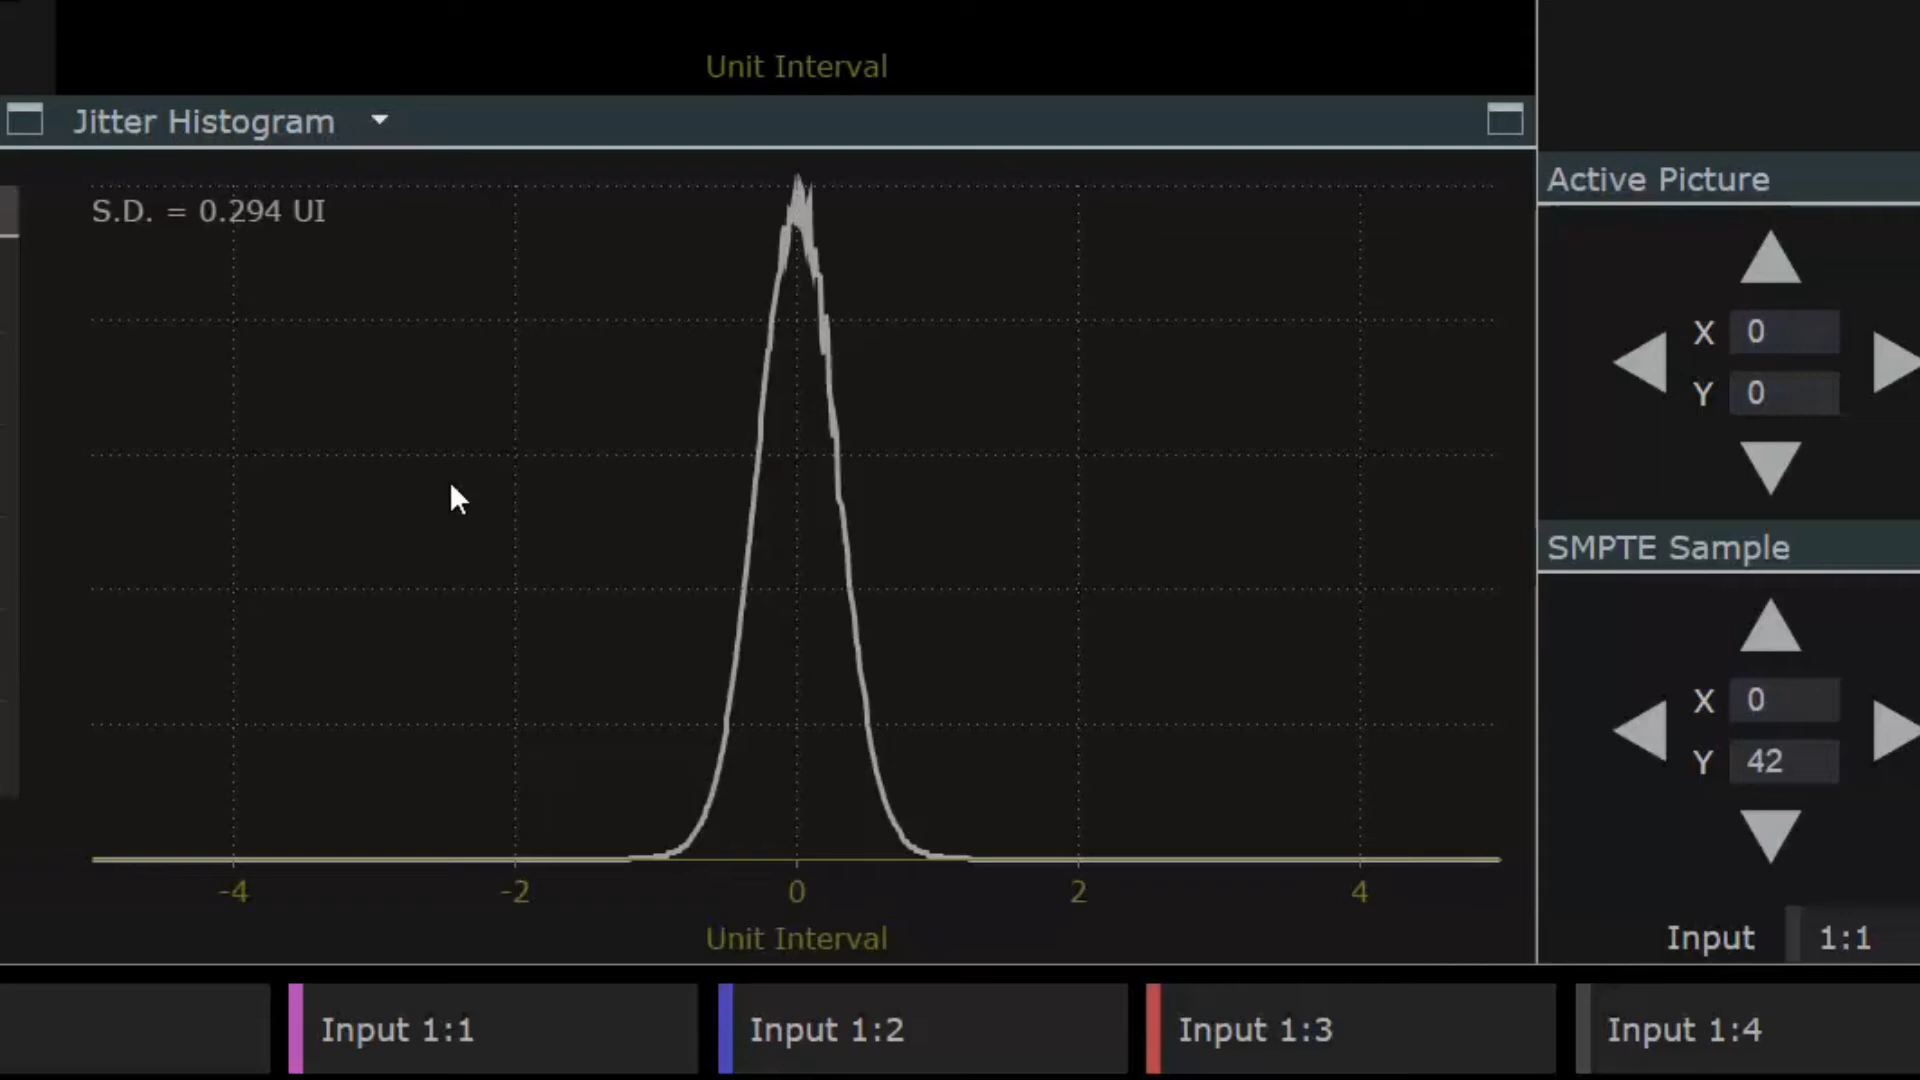 Unit Interval
Jitter Histogram
S.D. = 0.294 UI
-4 -2 0 2 4
Unit Interval
Active Picture
X 0
Y 0
SMPTE Sample
X 0
Y 42
Input 1:1
Input 1:1
Input 1:2
Input 1:3
Input 1:4